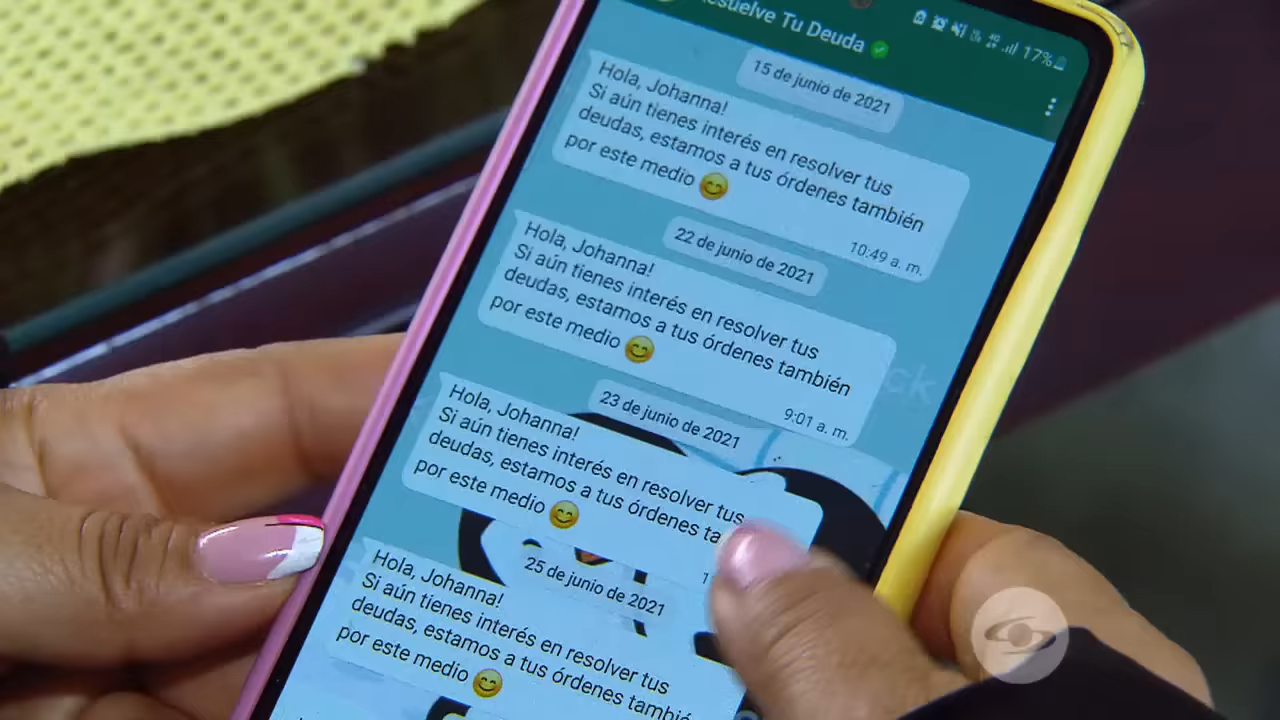 Resuelve Tu Deuda
17%
15 de junio de 2021
Hola, Johanna!
Si aún tienes interés en resolver tus
deudas, estamos a tus órdenes también
por este medio 😊
10:49 a. m.
22 de junio de 2021
Hola, Johanna!
Si aún tienes interés en resolver tus
deudas, estamos a tus órdenes también
por este medio 😊
9:01 a. m.
23 de junio de 2021
Hola, Johanna!
Si aún tienes interés en resolver tus
deudas, estamos a tus órdenes ta
por este medio 😊
25 de junio de 2021
Hola, Johanna!
Si aún tienes interés en resolver tus
deudas, estamos a tus órdenes tambié
por este medio 😊